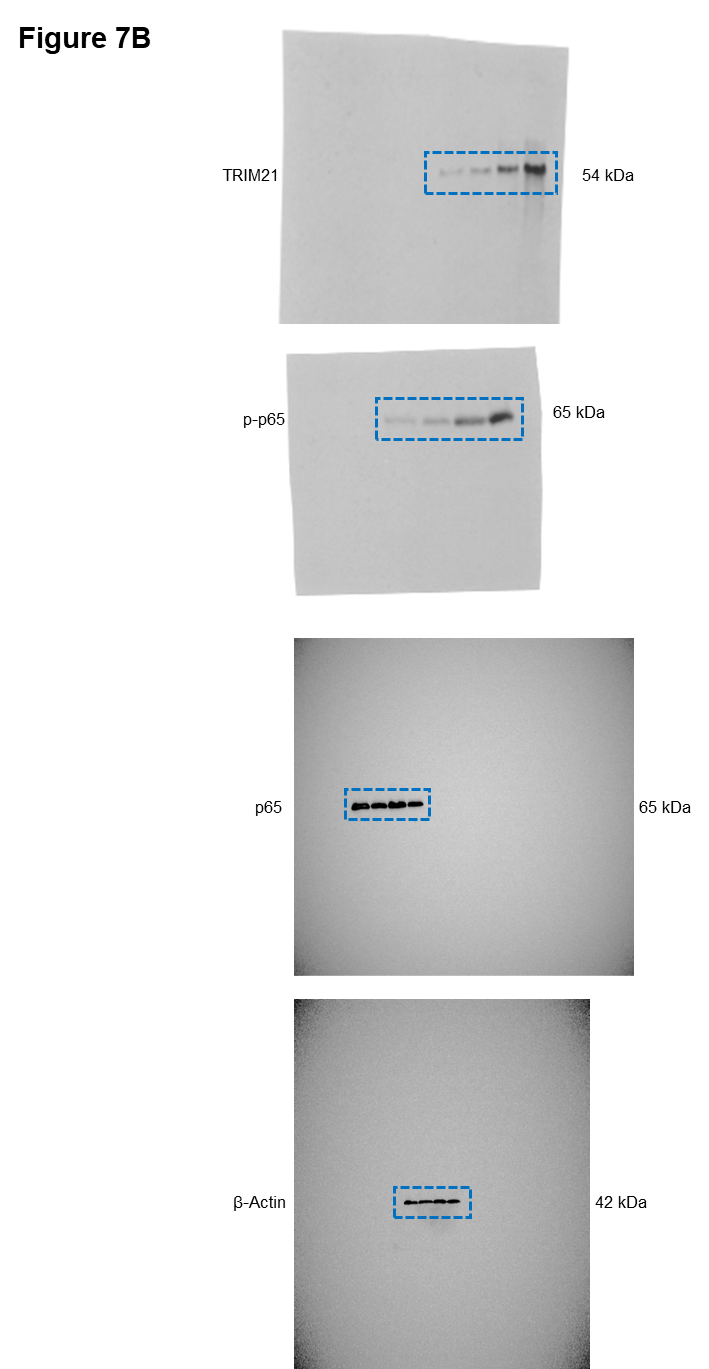 Figure 7B
TRIM21
54 kDa
p-p65
65 kDa
p65
65 kDa
β-Actin
42 kDa